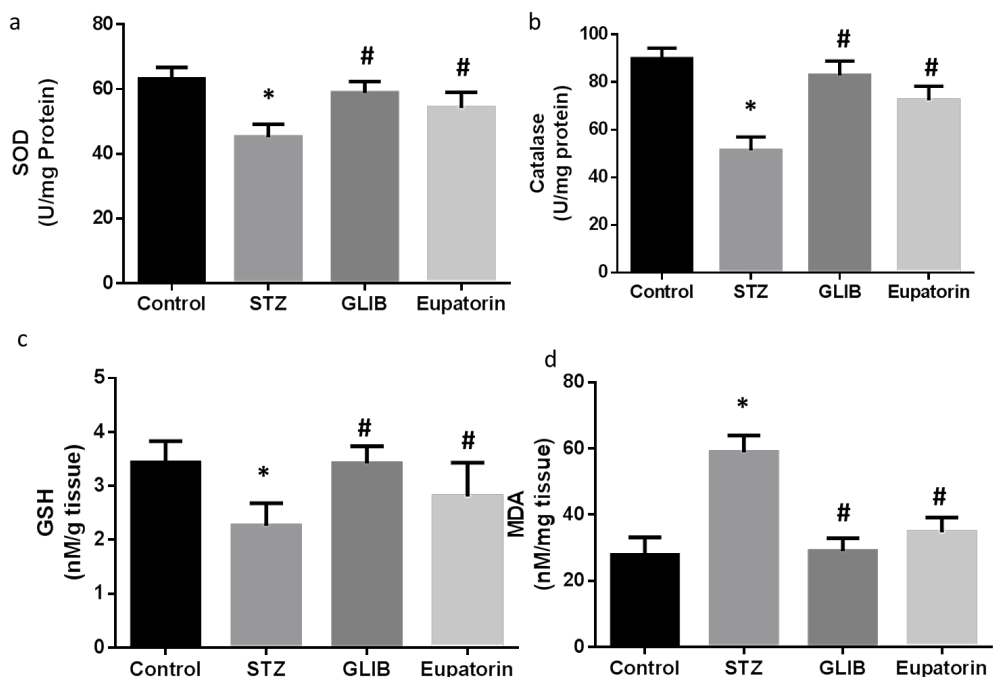 a
SOD
(U/mg Protein)
80
60
40
20
0
*
#
#
Control STZ GLIB Eupatorin
b
Catalase
(U/mg protein)
100
80
60
40
20
0
*
#
#
Control STZ GLIB Eupatorin
c
GSH
(nM/g tissue)
5
4
3
2
1
0
*
#
#
Control STZ GLIB Eupatorin
d
MDA
(nM/mg tissue)
80
60
40
20
0
*
#
#
Control STZ GLIB Eupatorin